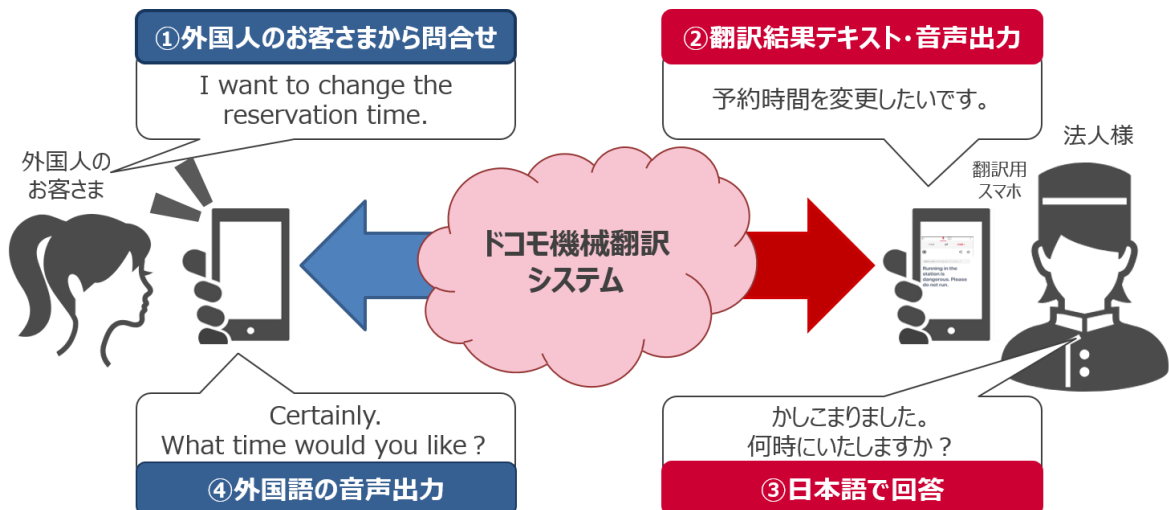 ①外国人のお客さまから問合せ
I want to change the
reservation time.
②翻訳結果テキスト・音声出力
予約時間を変更したいです。
外国人の
お客さま
法人様
翻訳用
スマホ
ドコモ機械翻訳
システム
Running in the
station is
dangerous. Please
do not run.
Certainly.
What time would you like？
④外国語の音声出力
かしこまりました。
何時にいたしますか？
③日本語で回答